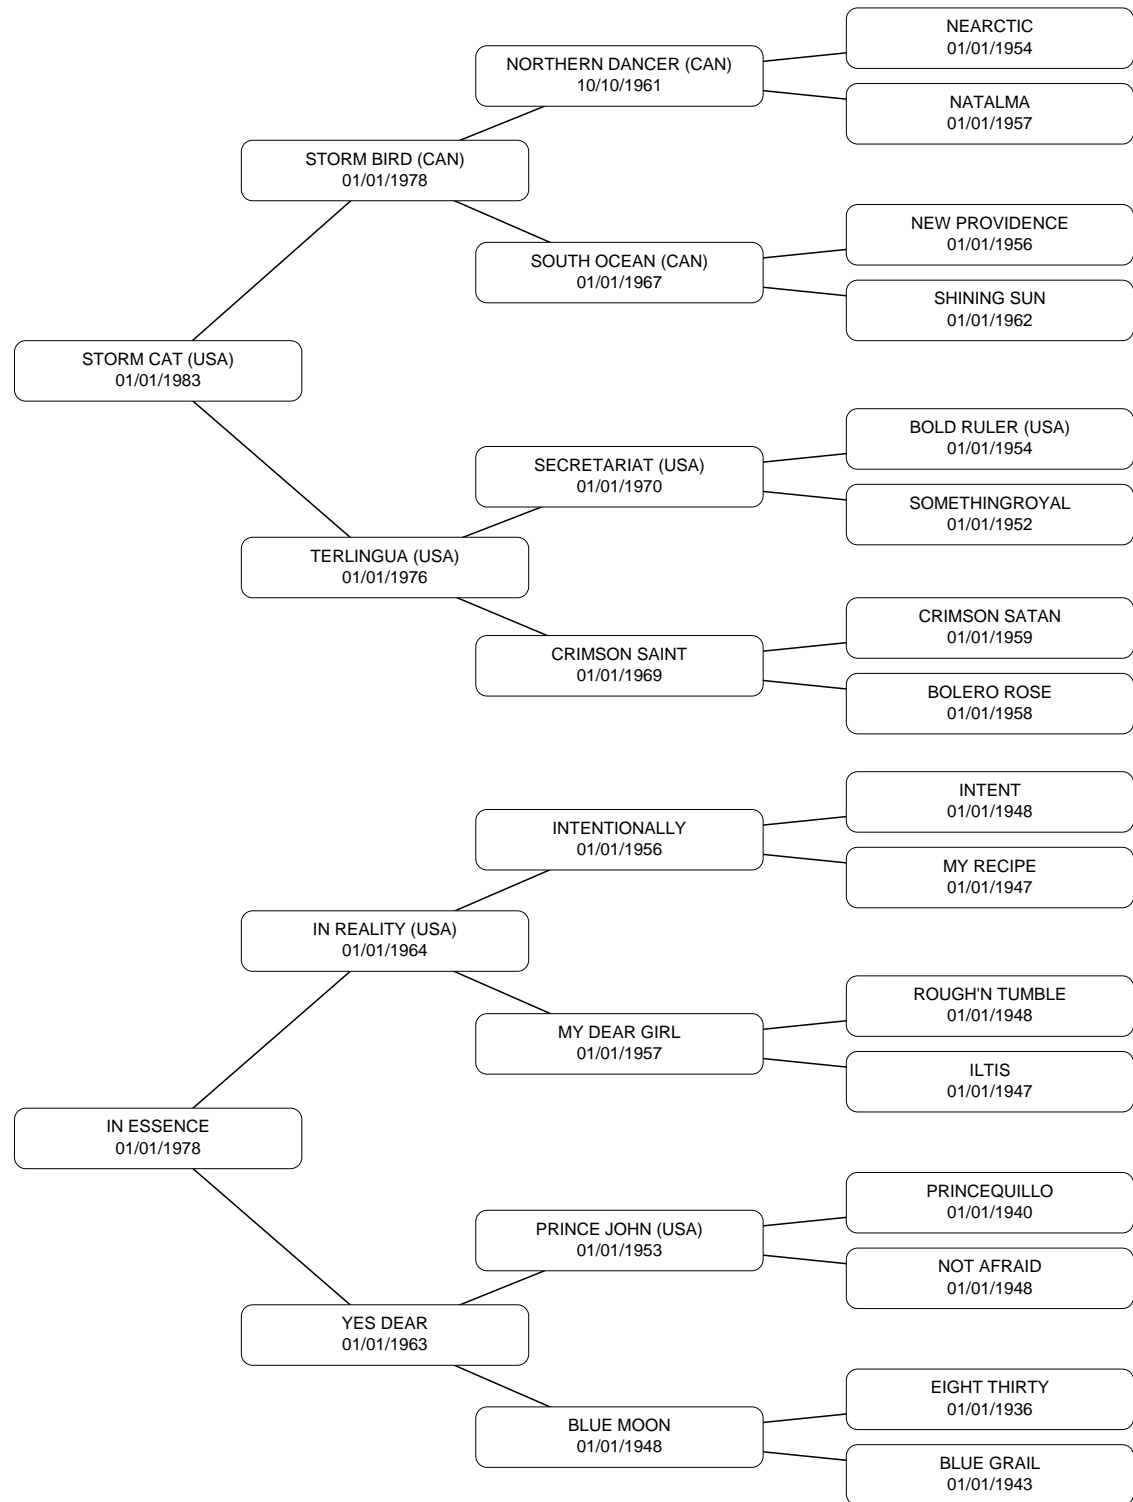 NEARCTIC
01/01/1954
NORTHERN DANCER (CAN)
10/10/1961
NATALMA
01/01/1957
STORM BIRD (CAN)
01/01/1978
NEW PROVIDENCE
01/01/1956
SOUTH OCEAN (CAN)
01/01/1967
SHINING SUN
01/01/1962
STORM CAT (USA)
01/01/1983
BOLD RULER (USA)
01/01/1954
SECRETARIAT (USA)
01/01/1970
SOMETHINGROYAL
01/01/1952
TERLINGUA (USA)
01/01/1976
CRIMSON SATAN
01/01/1959
CRIMSON SAINT
01/01/1969
BOLERO ROSE
01/01/1958
INTENT
01/01/1948
INTENTIONALLY
01/01/1956
MY RECIPE
01/01/1947
IN REALITY (USA)
01/01/1964
ROUGH'N TUMBLE
01/01/1948
MY DEAR GIRL
01/01/1957
ILTIS
01/01/1947
IN ESSENCE
01/01/1978
PRINCEQUILLO
01/01/1940
PRINCE JOHN (USA)
01/01/1953
NOT AFRAID
01/01/1948
YES DEAR
01/01/1963
EIGHT THIRTY
01/01/1936
BLUE MOON
01/01/1948
BLUE GRAIL
01/01/1943